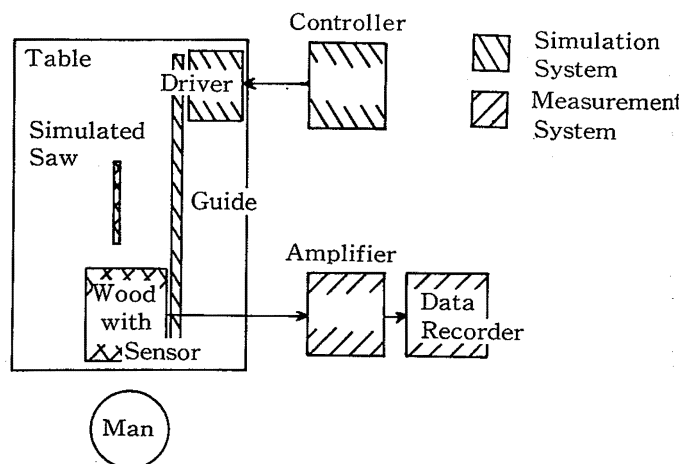 Controller
Simulation
System
Measurement
System
Table
Driver
Simulated
Saw
Guide
Amplifier
Wood
with
Sensor
Data
Recorder
Man